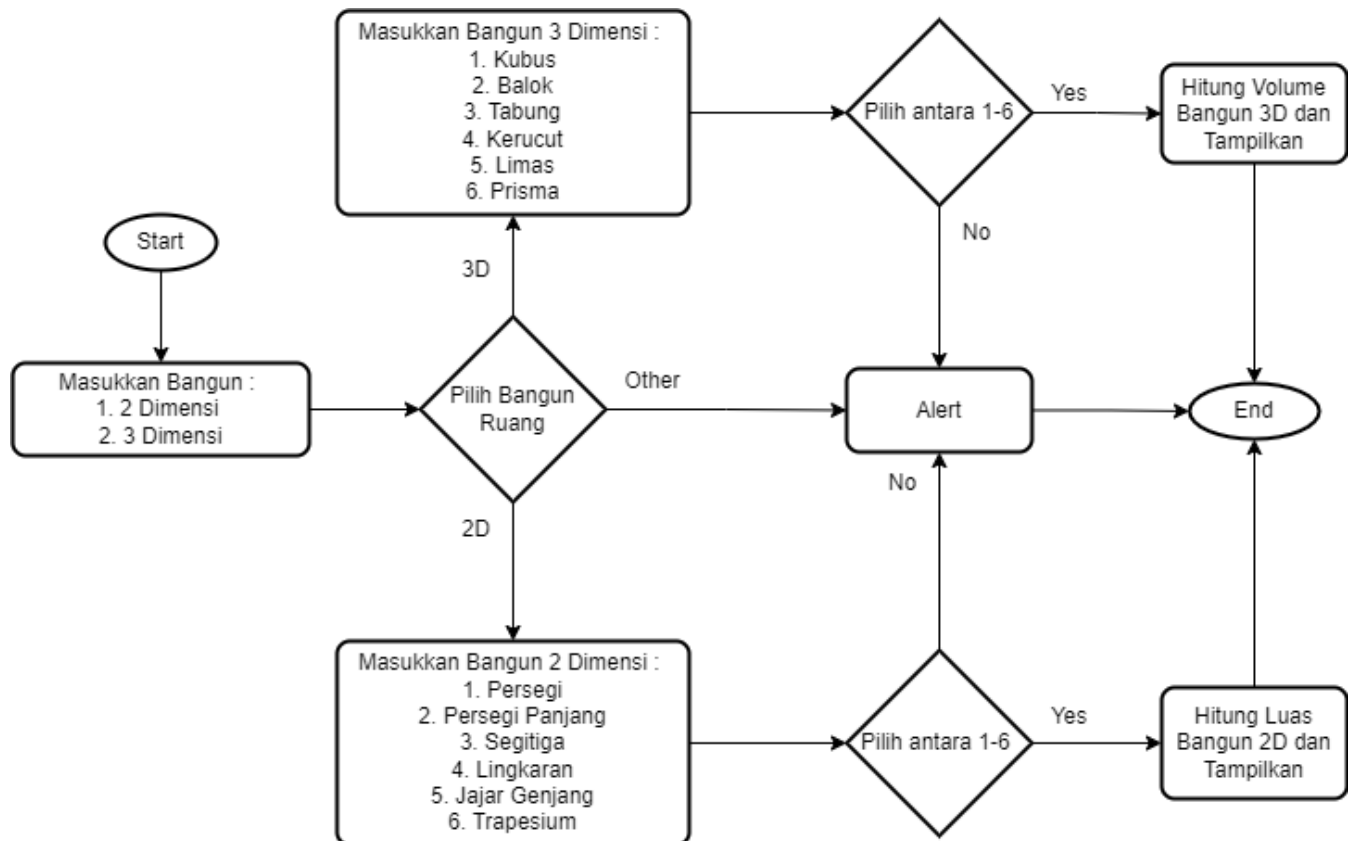 Start
Masukkan Bangun :
1. 2 Dimensi
2. 3 Dimensi
Pilih Bangun
Ruang
3D
Masukkan Bangun 3 Dimensi :
1. Kubus
2. Balok
3. Tabung
4. Kerucut
5. Limas
6. Prisma
Pilih antara 1-6
Yes
Hitung Volume
Bangun 3D dan
Tampilkan
No
Other
Alert
End
2D
Masukkan Bangun 2 Dimensi :
1. Persegi
2. Persegi Panjang
3. Segitiga
4. Lingkaran
5. Jajar Genjang
6. Trapesium
Pilih antara 1-6
No
Yes
Hitung Luas
Bangun 2D dan
Tampilkan